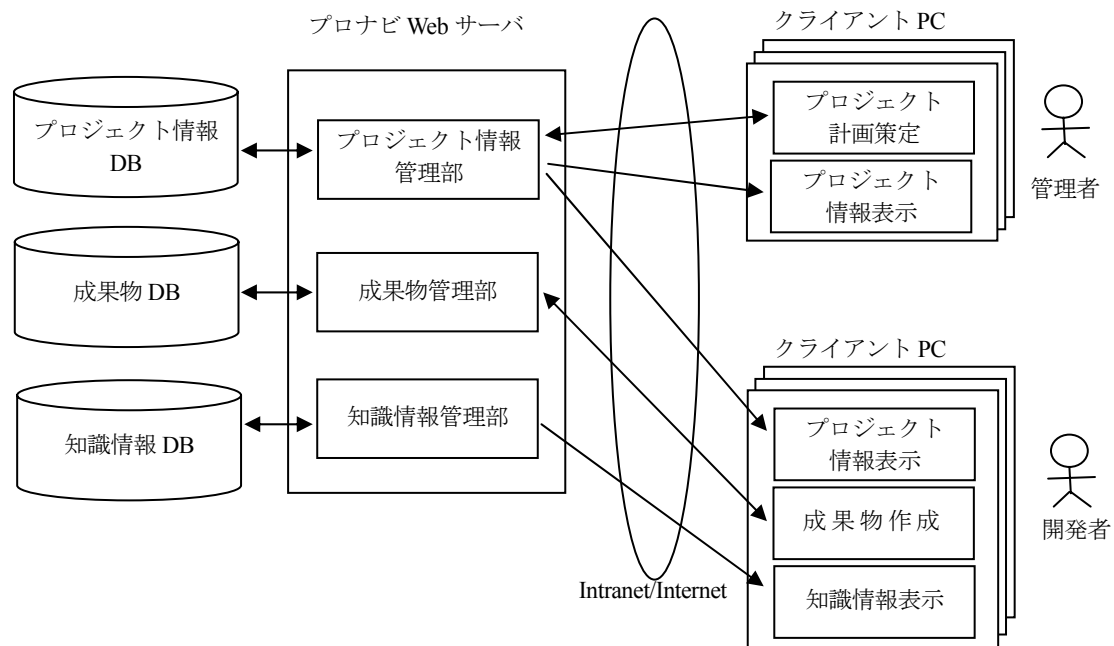 プロナビ Web サーバ
クライアント PC
プロジェクト情報
DB
プロジェクト情報
管理部
プロジェクト
計画策定
プロジェクト
情報表示
管理者
成果物 DB
成果物管理部
クライアント PC
知識情報 DB
知識情報管理部
プロジェクト
情報表示
成果物作成
知識情報表示
開発者
Intranet/Internet